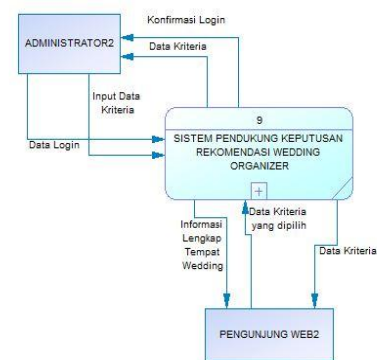 Konfirmasi Login
ADMINISTRATOR2
Data Kriteria
Input Data
Kriteria
Data Login
9
SISTEM PENDUKUNG KEPUTUSAN
REKOMENDASI WEDDING
ORGANIZER
+
Informasi
Lengkap
Tempat
Wedding
Data Kriteria
yang dipilih
Data Kriteria
PENGUNJUNG WEB2